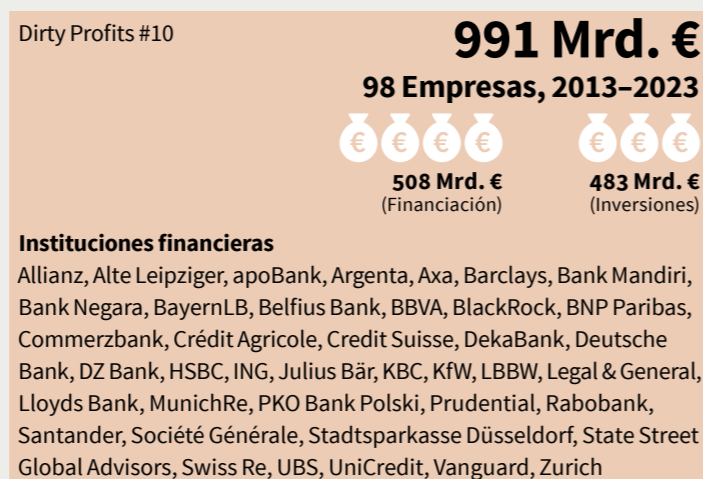 Dirty Profits #10
991 Mrd. €
98 Empresas, 2013–2023
€ € € € € € €
508 Mrd. €
(Financiación)
483 Mrd. €
(Inversiones)
Instituciones financieras
Allianz, Alte Leipziger, apoBank, Argenta, Axa, Barclays, Bank Mandiri,
Bank Negara, BayernLB, Belfius Bank, BBVA, BlackRock, BNP Paribas,
Commerzbank, Crédit Agricole, Credit Suisse, DekaBank, Deutsche
Bank, DZ Bank, HSBC, ING, Julius Bär, KBC, KfW, LBBW, Legal & General,
Lloyds Bank, MunichRe, PKO Bank Polski, Prudential, Rabobank,
Santander, Société Générale, Stadtsparkasse Düsseldorf, State Street
Global Advisors, Swiss Re, UBS, UniCredit, Vanguard, Zurich